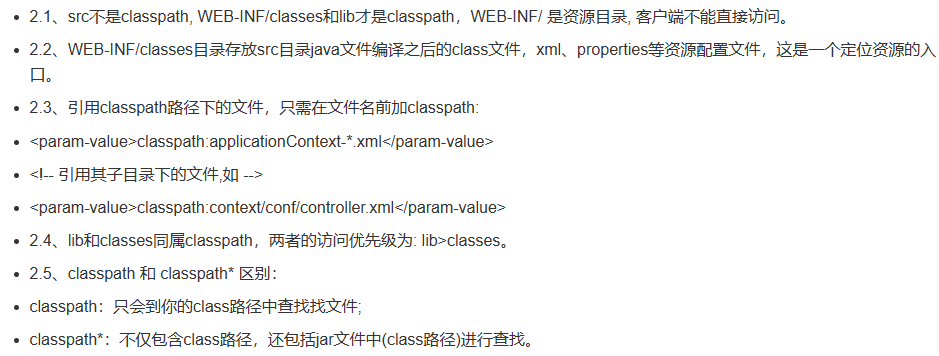 2.1、src不是classpath, WEB-INF/classes和lib才是classpath，WEB-INF/ 是资源目录, 客户端不能直接访问。
2.2、WEB-INF/classes目录存放src目录java文件编译之后的class文件，xml、properties等资源配置文件，这是一个定位资源的入
口。
2.3、引用classpath路径下的文件，只需在文件名前加classpath:
<param-value>classpath:applicationContext-*.xml</param-value>
<!-- 引用其子目录下的文件,如 -->
<param-value>classpath:context/conf/controller.xml</param-value>
2.4、lib和classes同属classpath，两者的访问优先级为: lib>classes。
2.5、classpath 和 classpath* 区别：
classpath：只会到你的class路径中查找找文件;
classpath*：不仅包含class路径，还包括jar文件中(class路径)进行查找。